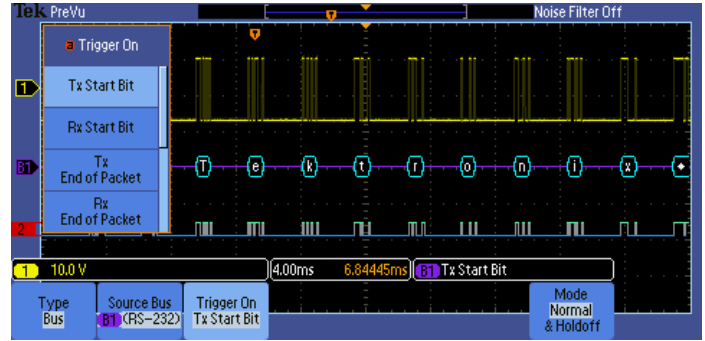 Tek PreVu
Noise Filter Off
a Trigger On
Tx Start Bit
Rx Start Bit
Tx
End of Packet
Rx
End of Packet
1
B1
2
T e k t r o n i x
1 10.0 V
4.00ms 6.84445ms
B1 Tx Start Bit
Type
Bus
Source Bus
B1 (RS-232)
Trigger On
Tx Start Bit
Mode
Normal
& Holdoff